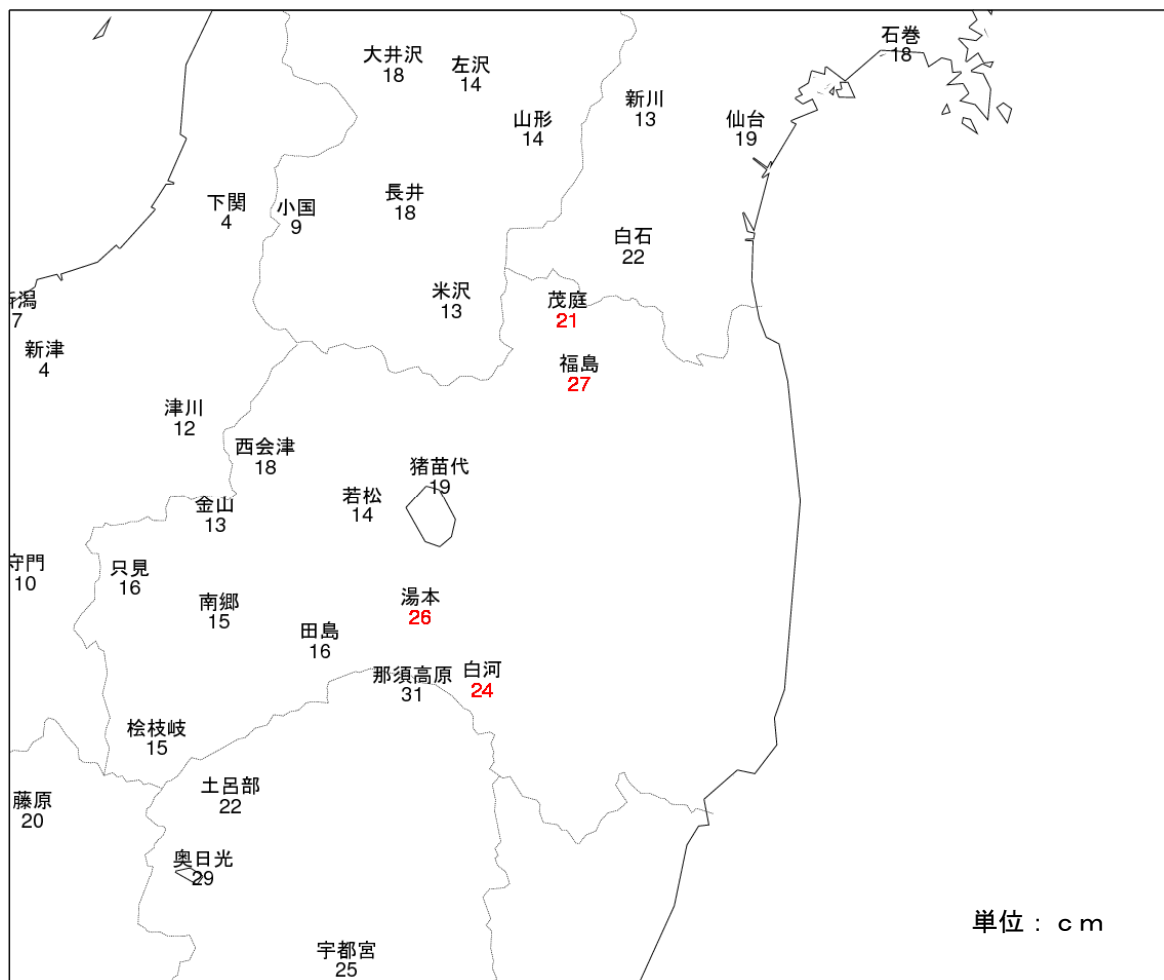 石巻
18
大井沢
18
左沢
14
新川
13
山形
14
仙台
19
長井
18
下関
4
小国
9
白石
22
米沢
13
茂庭
21
潟
7
新津
4
福島
27
津川
12
西会津
18
猪苗代
19
若松
14
金山
13
守門
10
只見
16
南郷
15
湯本
26
田島
16
那須高原
31
白河
24
桧枝岐
15
土呂部
22
藤原
20
奥日光
29
単位：ｃｍ
宇都宮
25